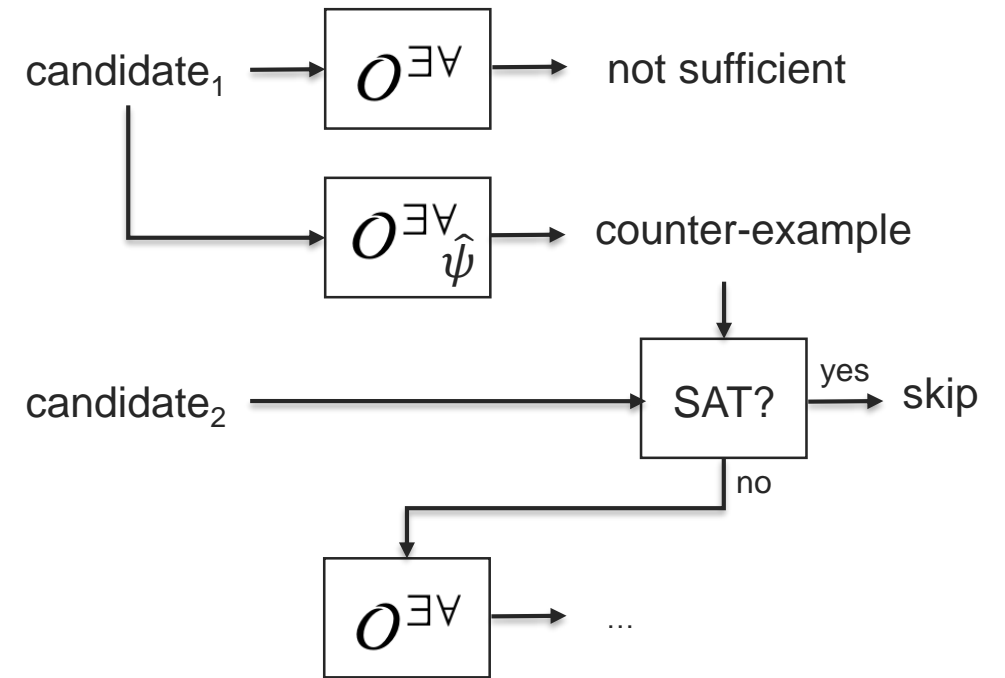 candidate₁
𝒪^∃∀
not sufficient
𝒪^∃∀_ψ̂
counter-example
candidate₂
SAT?
yes
skip
no
𝒪^∃∀
...